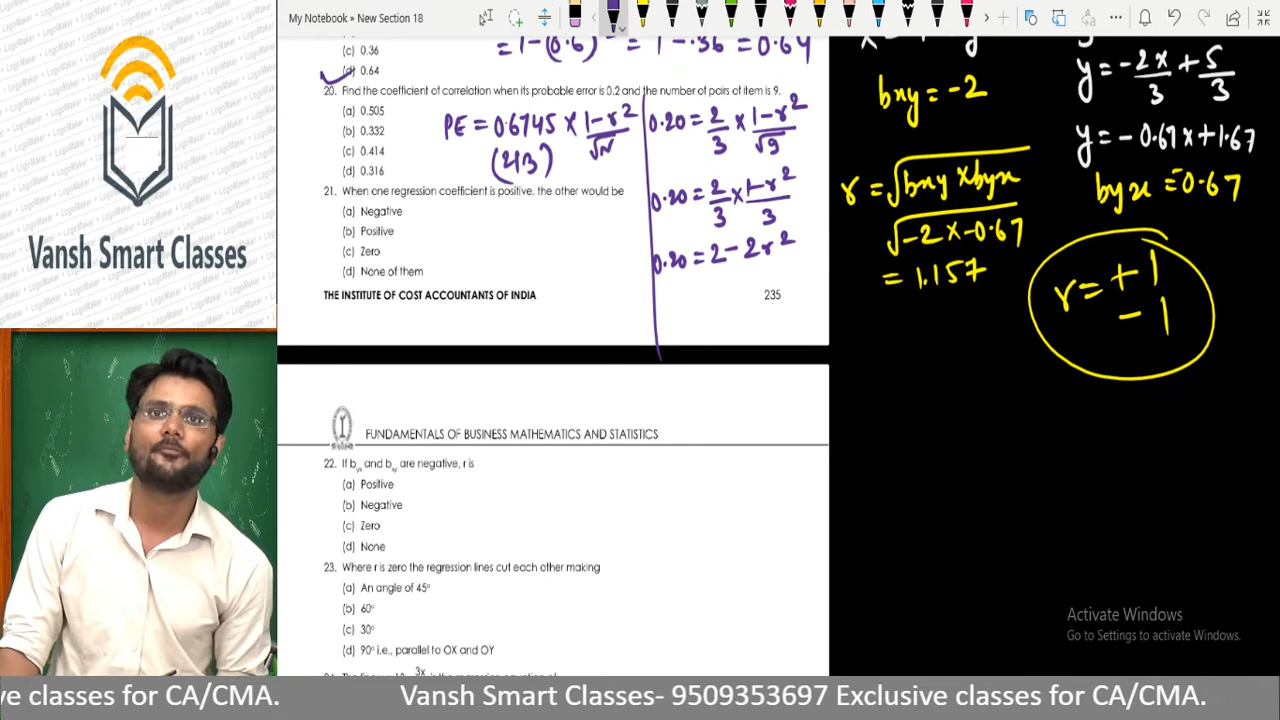 My Notebook » New Section 18
= 1-(0.6) = 1-.36 = 0.64
(c) 0.36
(d) 0.64
20. Find the coefficient of correlation when its probable error is 0.2 and the number of pairs of item is 9.
(a) 0.505
(b) 0.332
(c) 0.414
(d) 0.316
PE = 0.6745 × 1-r² / √N
(2/3)
0.20 = 2/3 × 1-r² / √9
0.20 = 2/3 × 1-r² / 3
0.20 = 2 - 2r²
21. When one regression coefficient is positive, the other would be
(a) Negative
(b) Positive
(c) Zero
(d) None of them
THE INSTITUTE OF COST ACCOUNTANTS OF INDIA
235
bxy = -2
r = √bxy × byx
√-2 × -0.67
= 1.157
y = -2x/3 + 5/3
y = -0.67x + 1.67
byx = -0.67
r = +1
-1
FUNDAMENTALS OF BUSINESS MATHEMATICS AND STATISTICS
22. If byx and bxy are negative, r is
(a) Positive
(b) Negative
(c) Zero
(d) None
23. Where r is zero the regression lines cut each other making
(a) An angle of 45°
(b) 60°
(c) 30°
(d) 90° i.e., parallel to OX and OY
Vansh Smart Classes
Activate Windows
Go to Settings to activate Windows.
ve classes for CA/CMA. Vansh Smart Classes- 9509353697 Exclusive classes for CA/CMA.